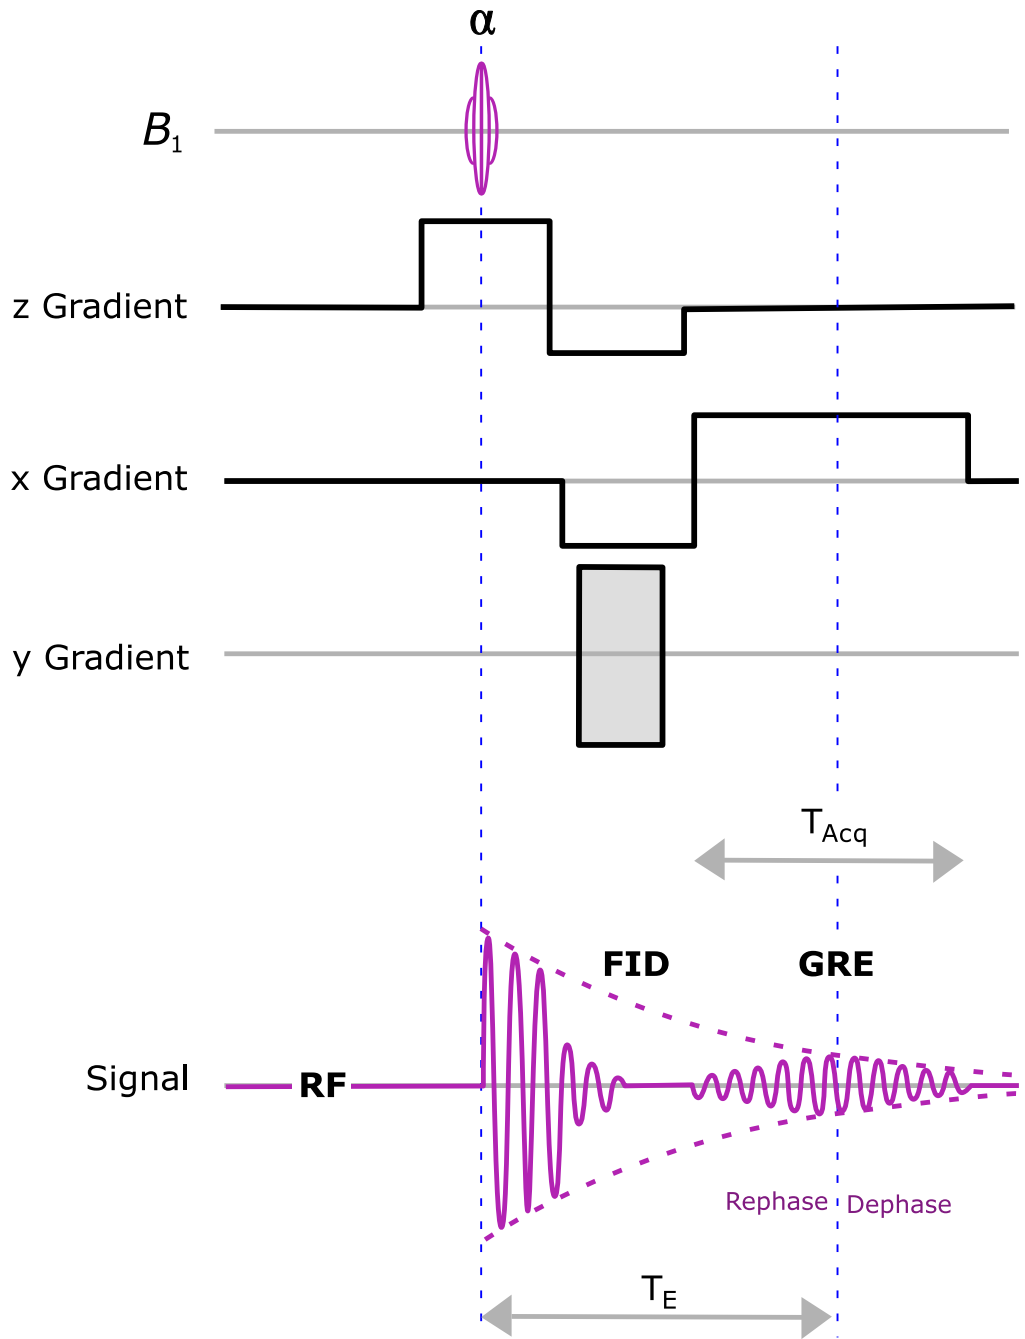 α
B1
z Gradient
x Gradient
y Gradient
TAcq
FID
GRE
Signal
RF
Rephase
Dephase
TE